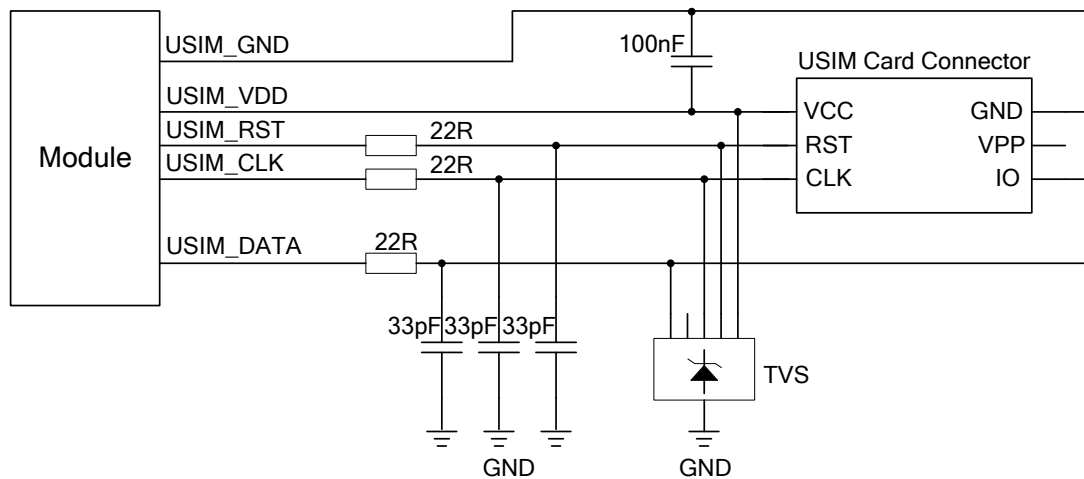 USIM_GND
100nF
USIM Card Connector
USIM_VDD
VCC
GND
USIM_RST
22R
RST
VPP
Module
USIM_CLK
22R
CLK
IO
USIM_DATA
22R
33pF
33pF
33pF
TVS
GND
GND